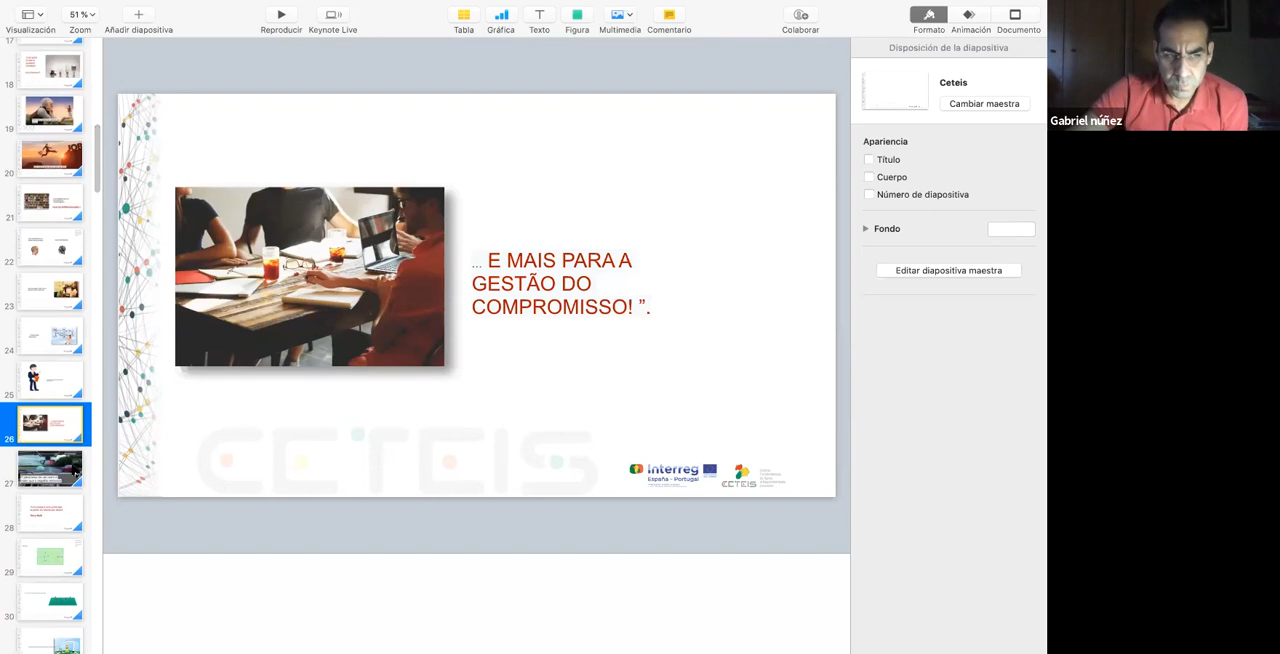 51 %
Visualización
Zoom
Añadir diapositiva
Reproducir
Keynote Live
Tabla
Gráfica
Texto
Figura
Multimedia
Comentario
Colaborar
Formato
Animación
Documento
17
18
19
20
21
22
23
24
25
26
27
28
29
30
... E MAIS PARA A
GESTÃO DO
COMPROMISSO! ”.
CETEIS
Interreg
España - Portugal
CETEIS
Disposición de la diapositiva
Ceteis
Cambiar maestra
Apariencia
Título
Cuerpo
Número de diapositiva
Fondo
Editar diapositiva maestra
Gabriel núñez